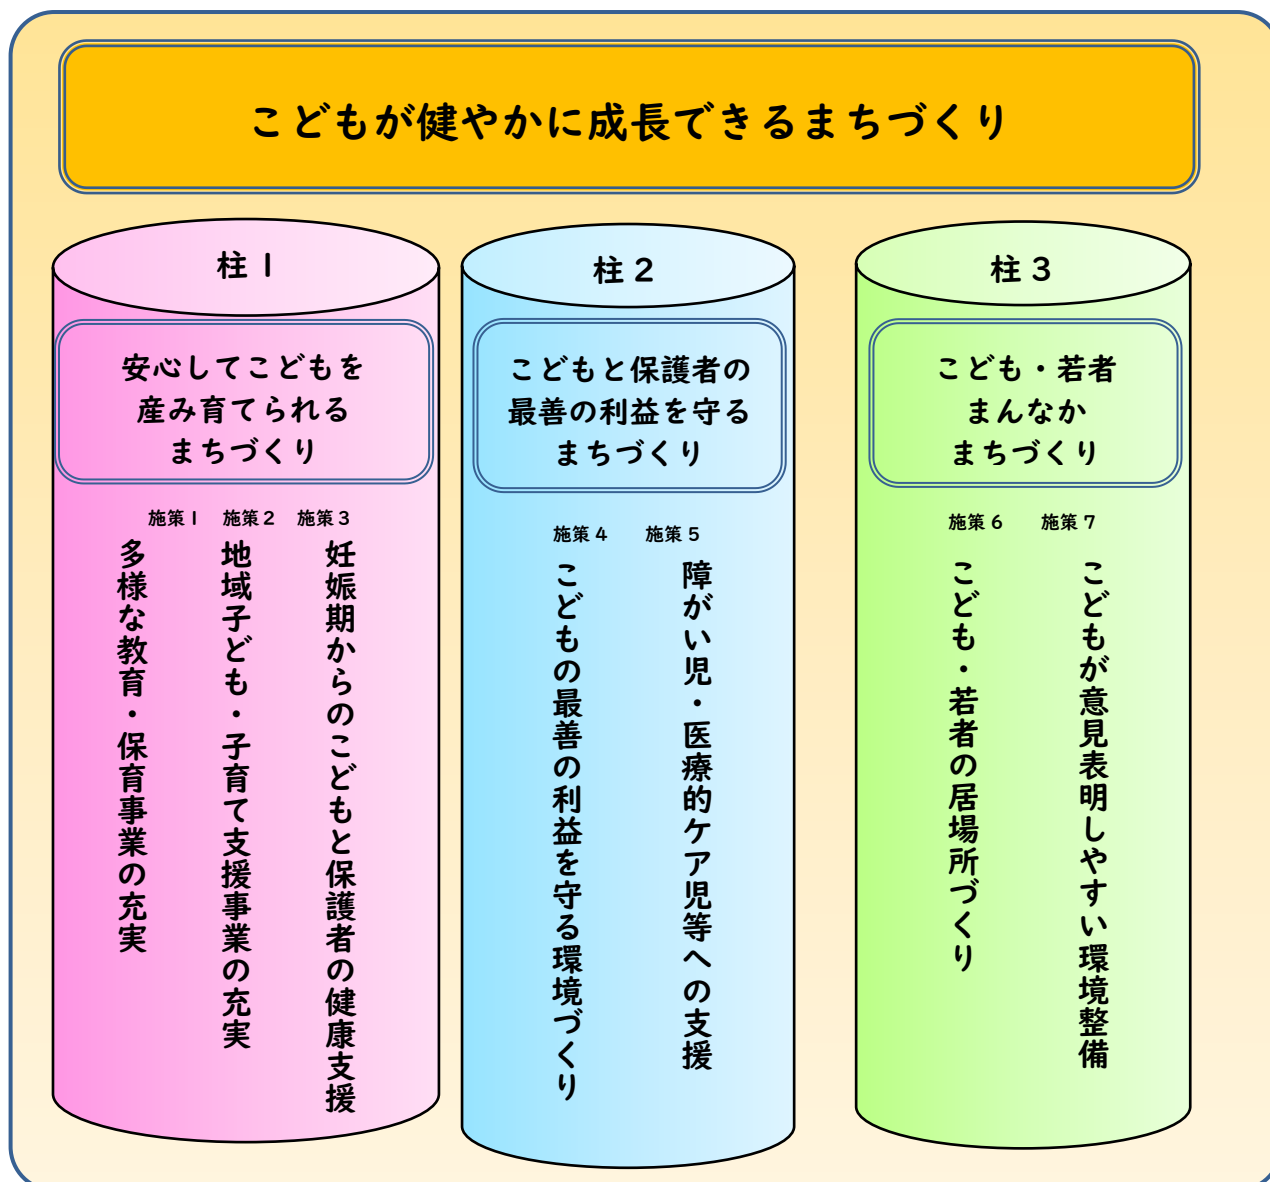 こどもが健やかに成長できるまちづくり
柱1
安心してこどもを
産み育てられる
まちづくり
施策1
多様な教育・保育事業の充実
施策2
地域子ども・子育て支援事業の充実
施策3
妊娠期からのこどもと保護者の健康支援
柱2
こどもと保護者の
最善の利益を守る
まちづくり
施策4
こどもの最善の利益を守る環境づくり
施策5
障がい児・医療的ケア児等への支援
柱3
こども・若者
まんなか
まちづくり
施策6
こども・若者の居場所づくり
施策7
こどもが意見表明しやすい環境整備